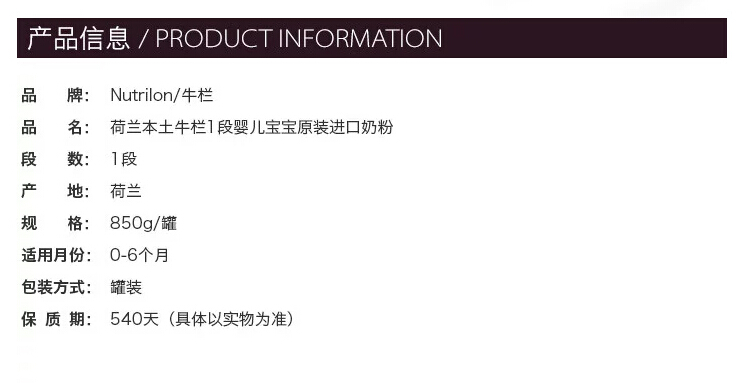 产品信息 / PRODUCT INFORMATION
品 牌： Nutrilon/牛栏
品 名： 荷兰本土牛栏1段婴儿宝宝原装进口奶粉
段 数： 1段
产 地： 荷兰
规 格： 850g/罐
适用月份： 0-6个月
包装方式： 罐装
保 质 期： 540天（具体以实物为准）